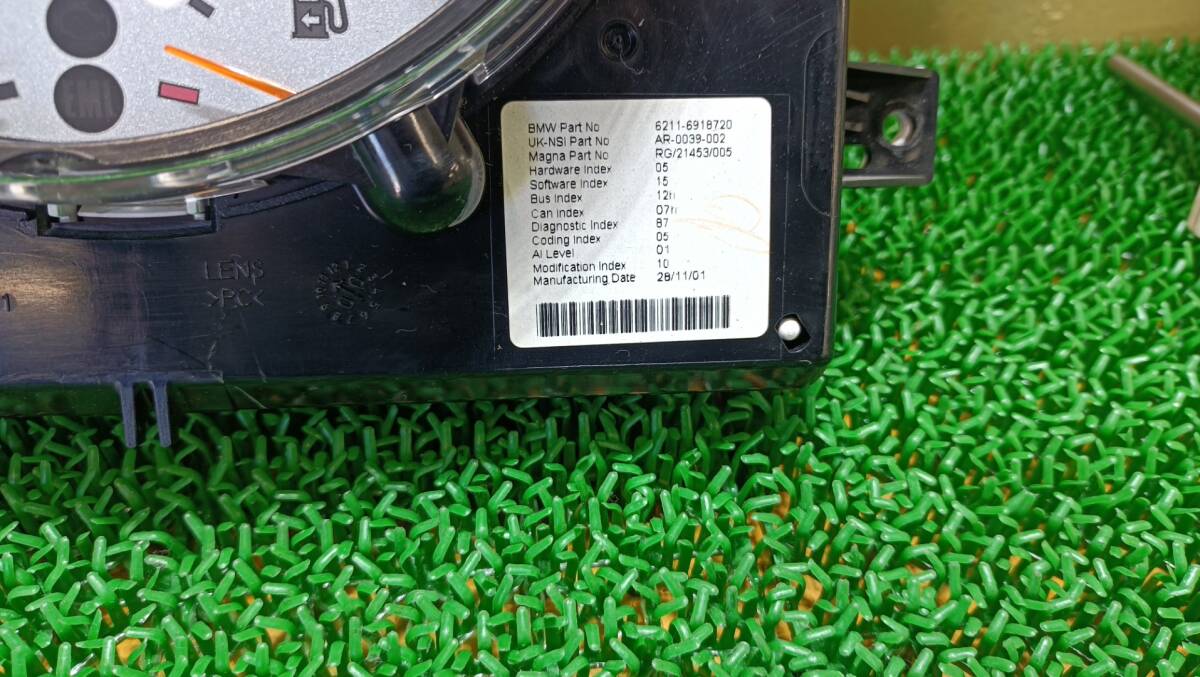 EML
BMW Part No 6211-6918720
UK-NSI Part No AR-0039-002
Magna Part No RG/21453/005
Hardware Index 05
Software Index 15
Bus Index 12h
Can Index 07h
Diagnostic Index 87
Coding Index 05
AI Level 01
Modification Index 10
Manufacturing Date 28/11/01
LENS
>PC<